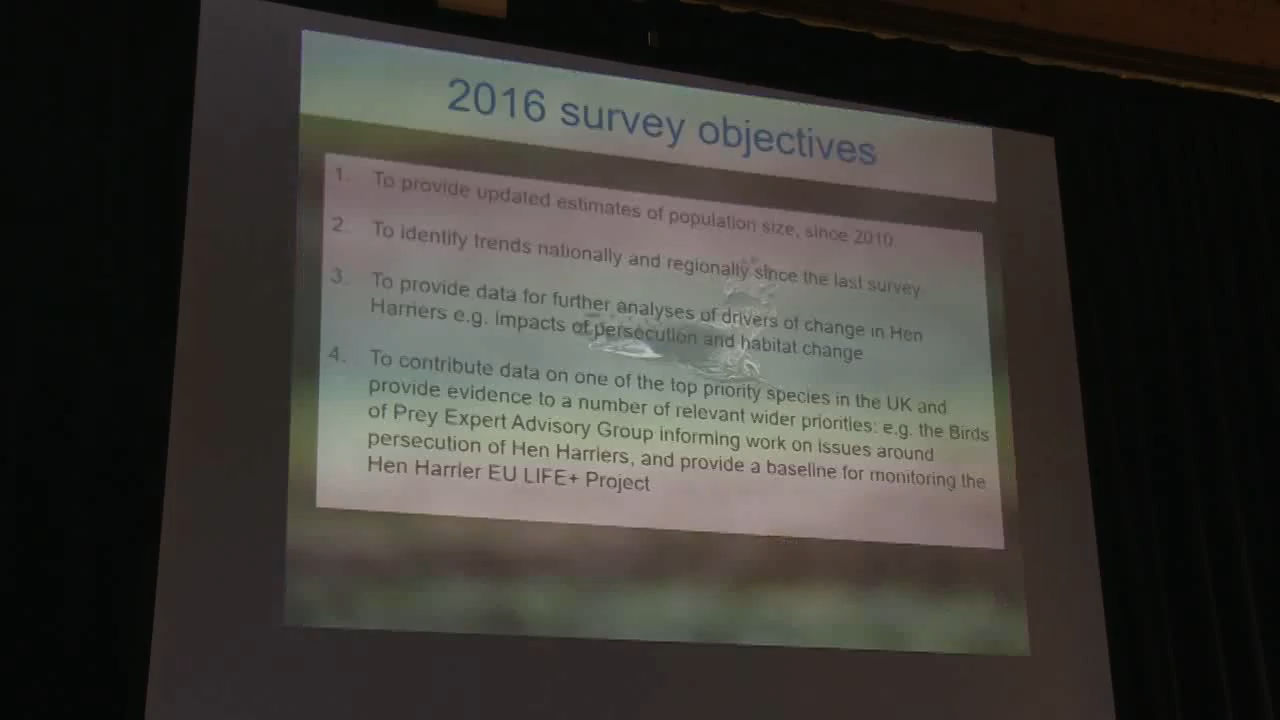 2016 survey objectives
1. To provide updated estimates of population size, since 2010.
2. To identify trends nationally and regionally since the last survey
3. To provide data for further analyses of drivers of change in Hen
Harriers e.g. impacts of persecution and habitat change
4. To contribute data on one of the top priority species in the UK and
provide evidence to a number of relevant wider priorities: e.g. the Birds
of Prey Expert Advisory Group informing work on issues around
persecution of Hen Harriers, and provide a baseline for monitoring the
Hen Harrier EU LIFE+ Project